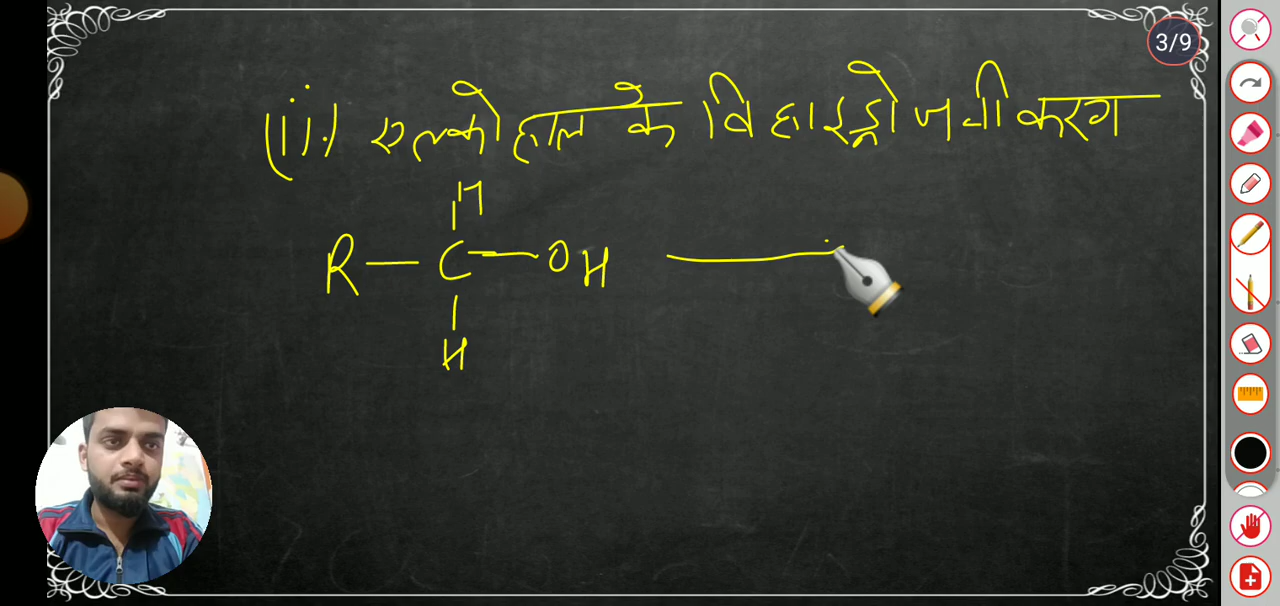 3/9
(ii) एल्कोहाल के विहाइड्रोजनीकरण
H
R — C — OH
H